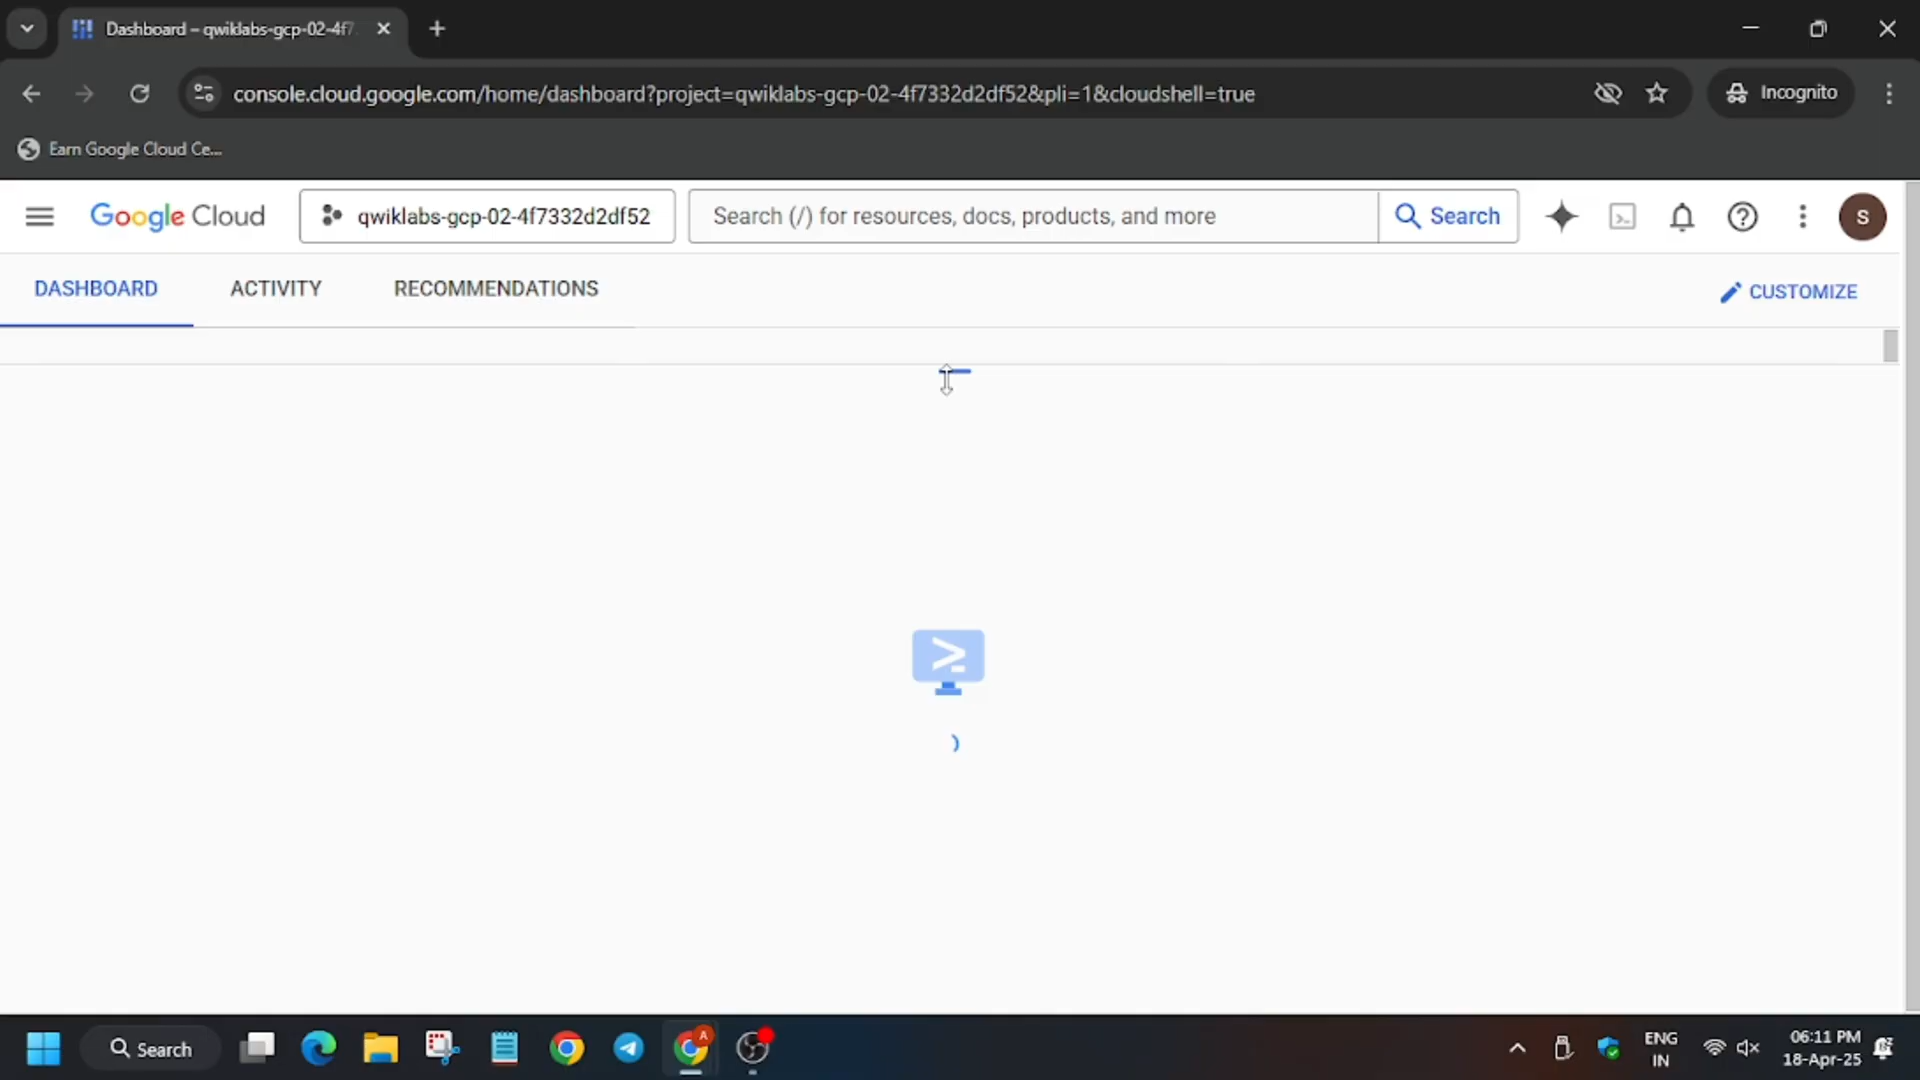 Dashboard – qwiklabs-gcp-02-4f7
console.cloud.google.com/home/dashboard?project=qwiklabs-gcp-02-4f7332d2df52&pli=1&cloudshell=true
Incognito
Earn Google Cloud Ce...
Google Cloud
qwiklabs-gcp-02-4f7332d2df52
Search (/) for resources, docs, products, and more
Search
S
DASHBOARD
ACTIVITY
RECOMMENDATIONS
CUSTOMIZE
Search
A
ENG
IN
06:11 PM
18-Apr-25